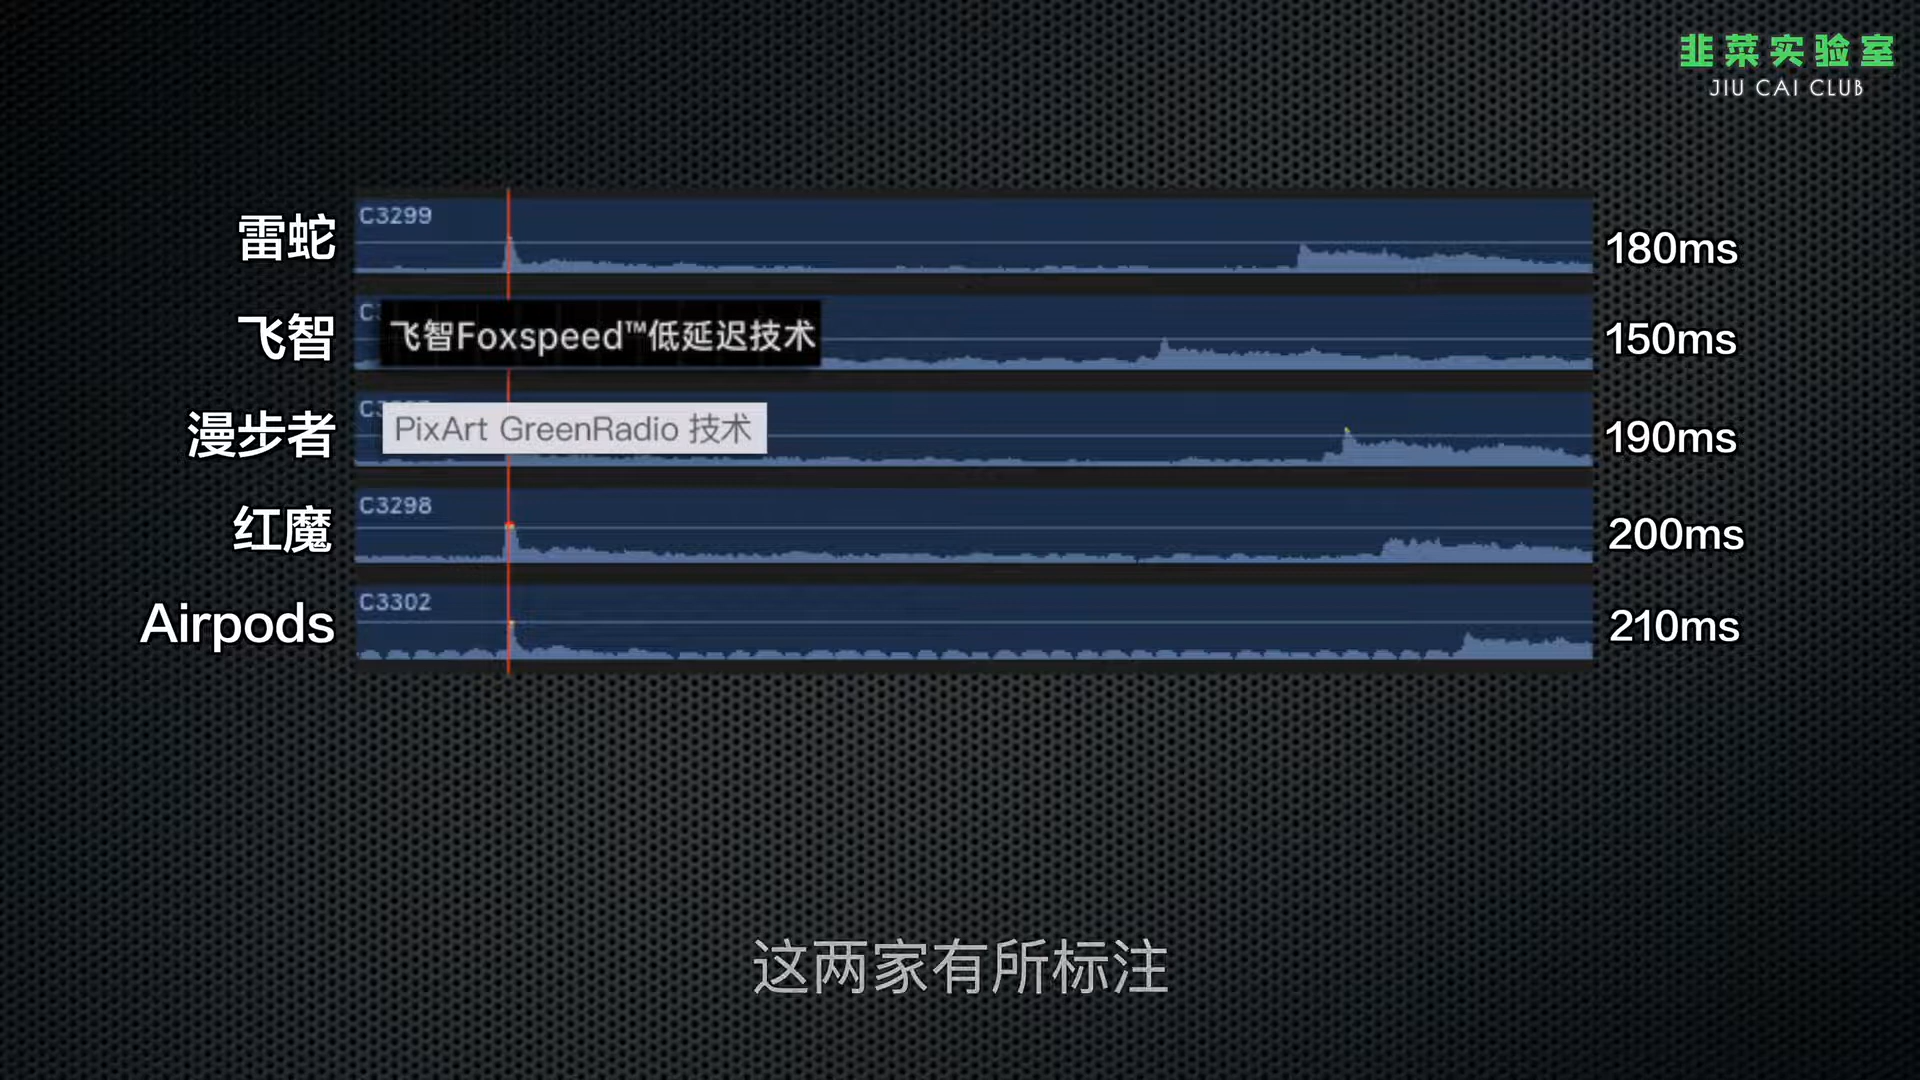 韭菜实验室
JIU CAI CLUB
雷蛇
C3299
180ms
飞智
飞智Foxspeed™低延迟技术
150ms
漫步者
PixArt GreenRadio 技术
190ms
红魔
C3298
200ms
Airpods
C3302
210ms
这两家有所标注